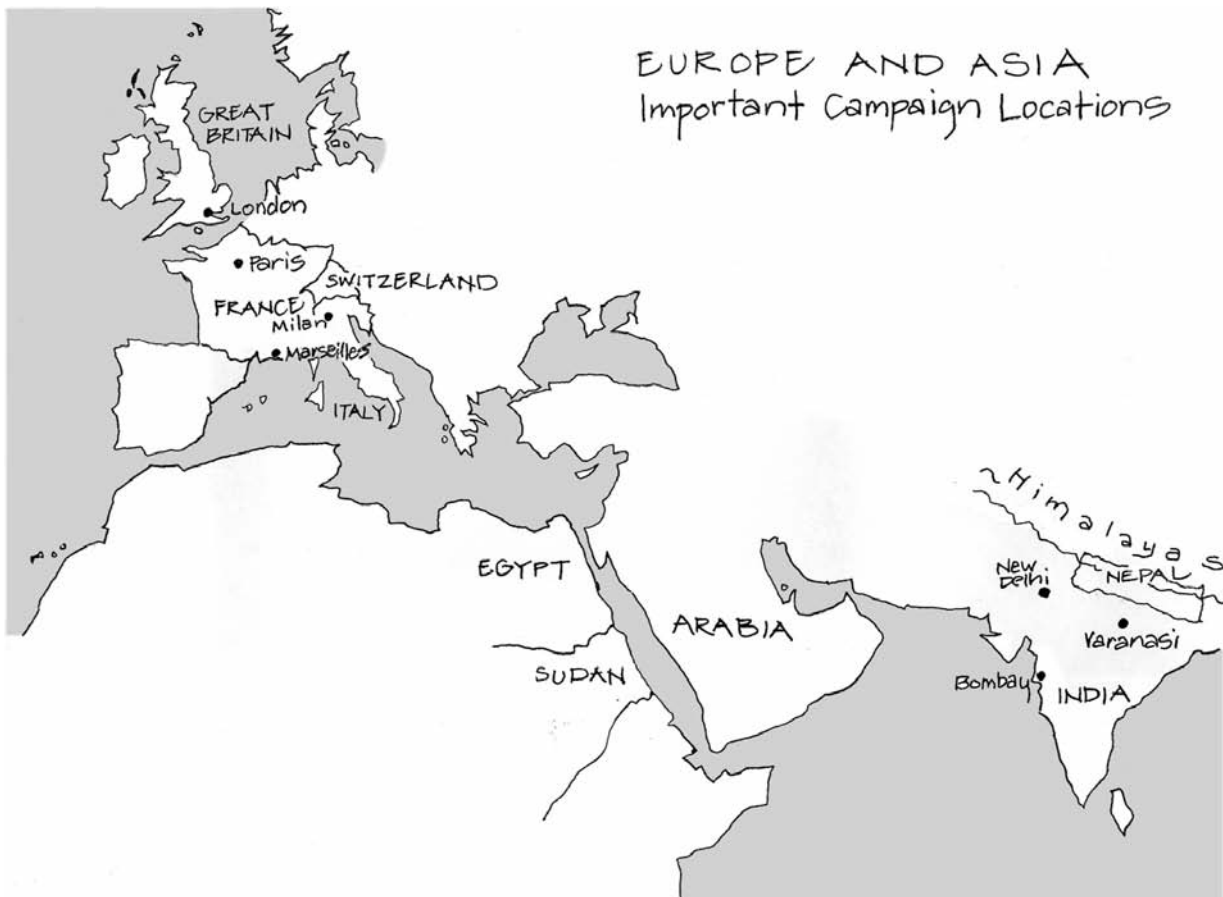 EUROPE AND ASIA
Important Campaign Locations
GREAT
BRITAIN
London
Paris
SWITZERLAND
FRANCE
Milan
Marseilles
ITALY
~Himalayas
New
Delhi
NEPAL
EGYPT
ARABIA
Varanasi
SUDAN
Bombay
INDIA